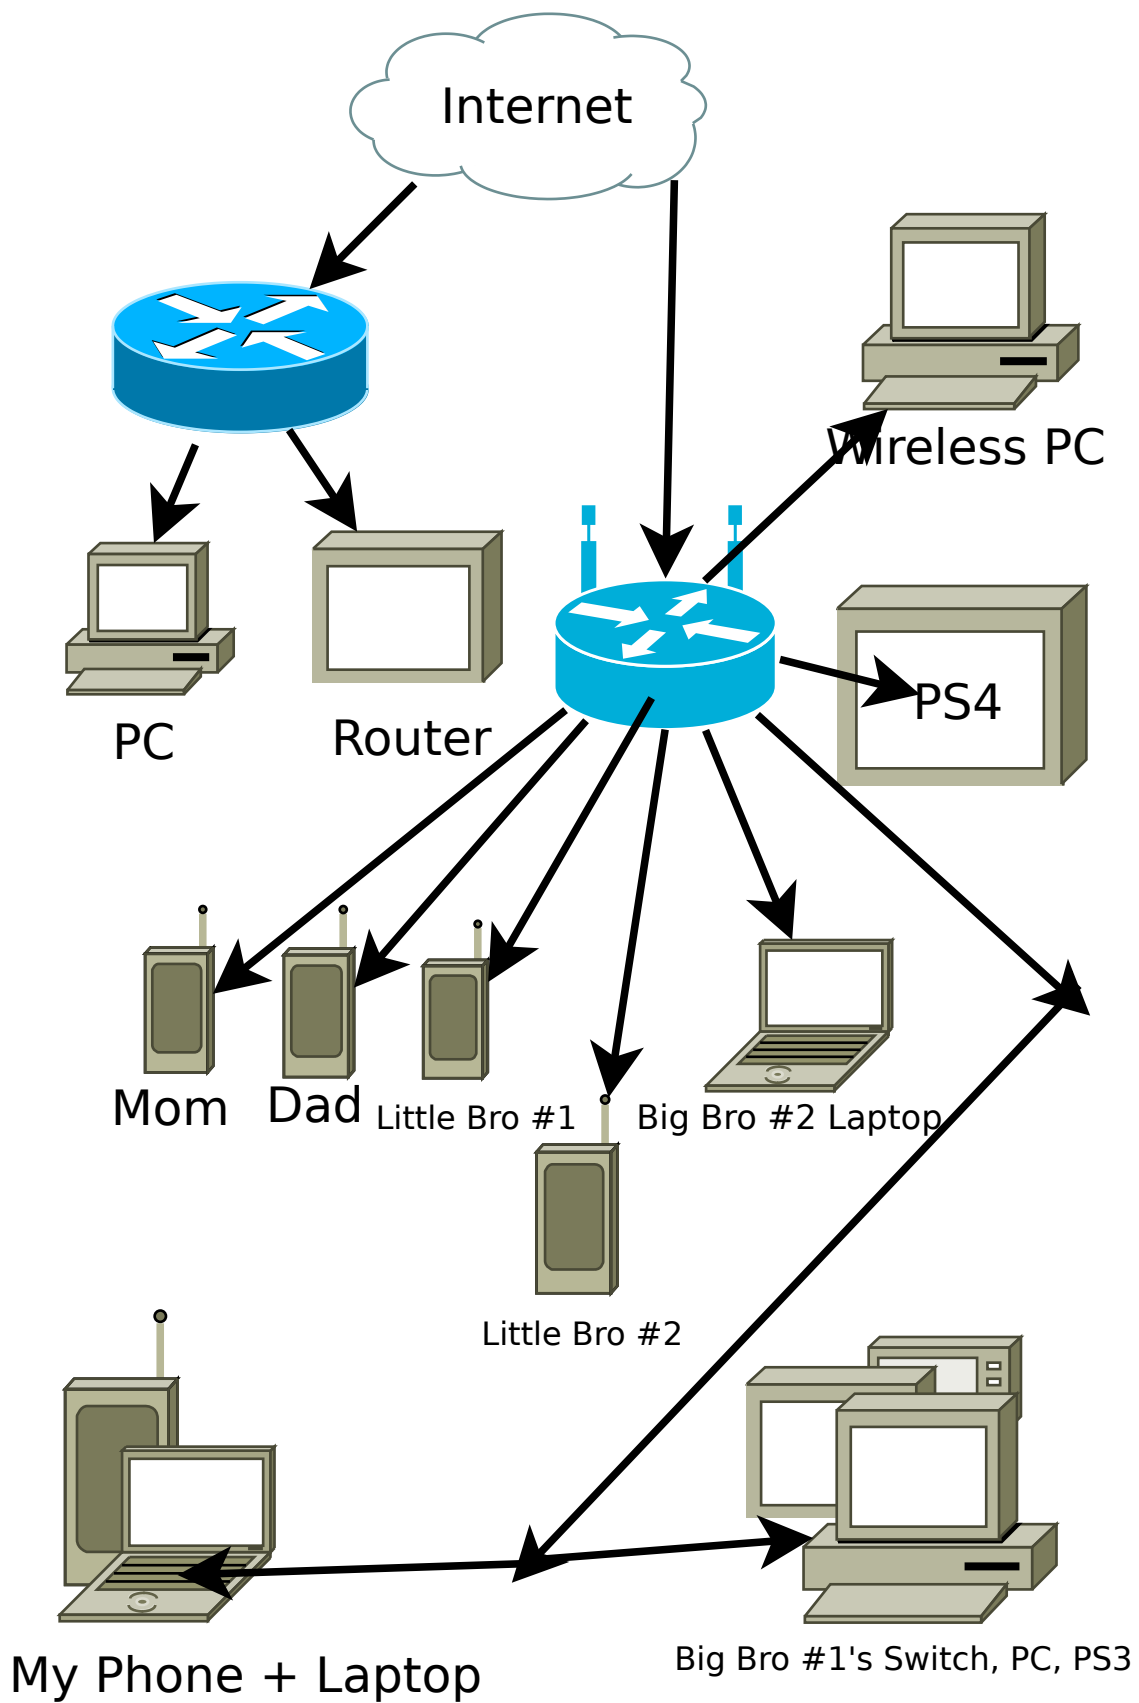 Internet
Wireless PC
PS4
PC
Router
Mom
Dad
Little Bro #1
Big Bro #2 Laptop
Little Bro #2
My Phone + Laptop
Big Bro #1's Switch, PC, PS3